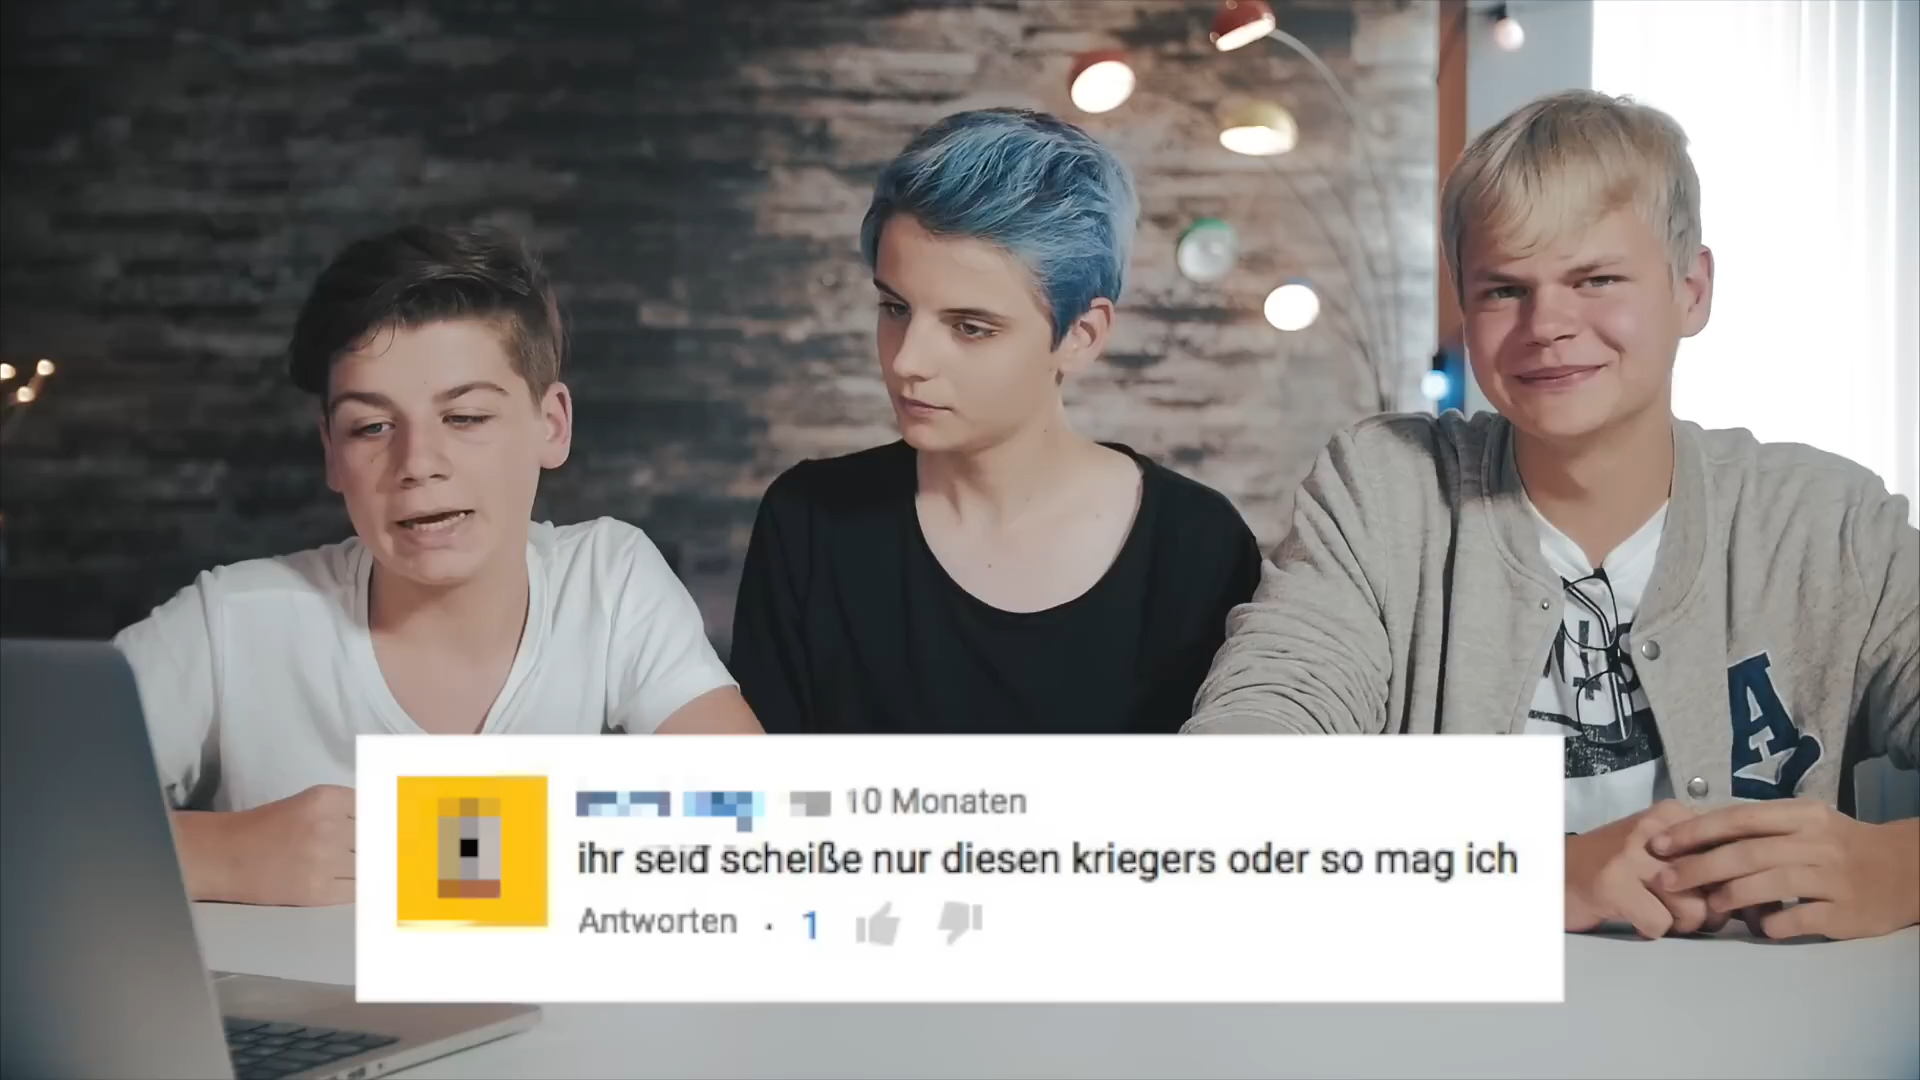 10 Monaten
ihr seid scheiße nur diesen kriegers oder so mag ich
Antworten · 1
A